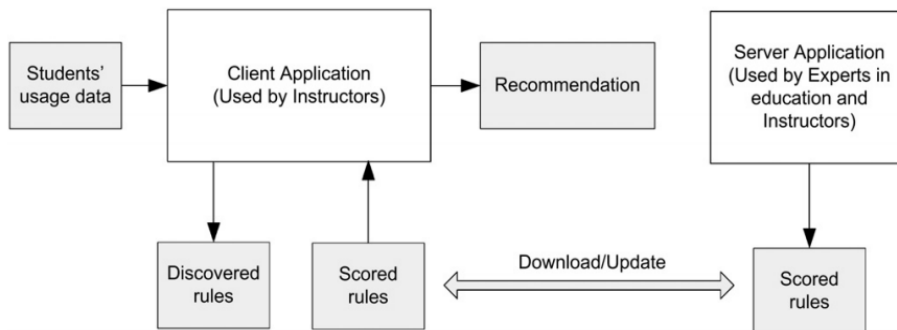 Students'
usage data
Client Application
(Used by Instructors)
Recommendation
Server Application
(Used by Experts in
education and
Instructors)
Discovered
rules
Scored
rules
Download/Update
Scored
rules